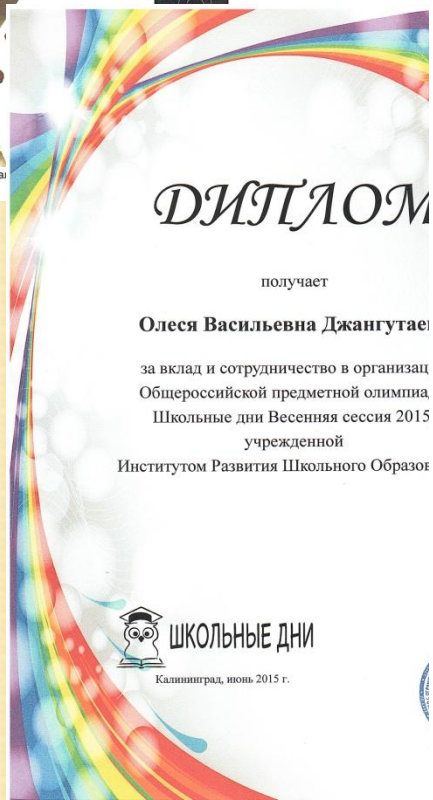 ДИПЛОМ
получает
Олеся Васильевна Джангутае
за вклад и сотрудничество в организац
Общероссийской предметной олимпиад
Школьные дни Весенняя сессия 2015
учрежденной
Институтом Развития Школьного Образов
ШКОЛЬНЫЕ ДНИ
Калининград, июнь 2015 г.